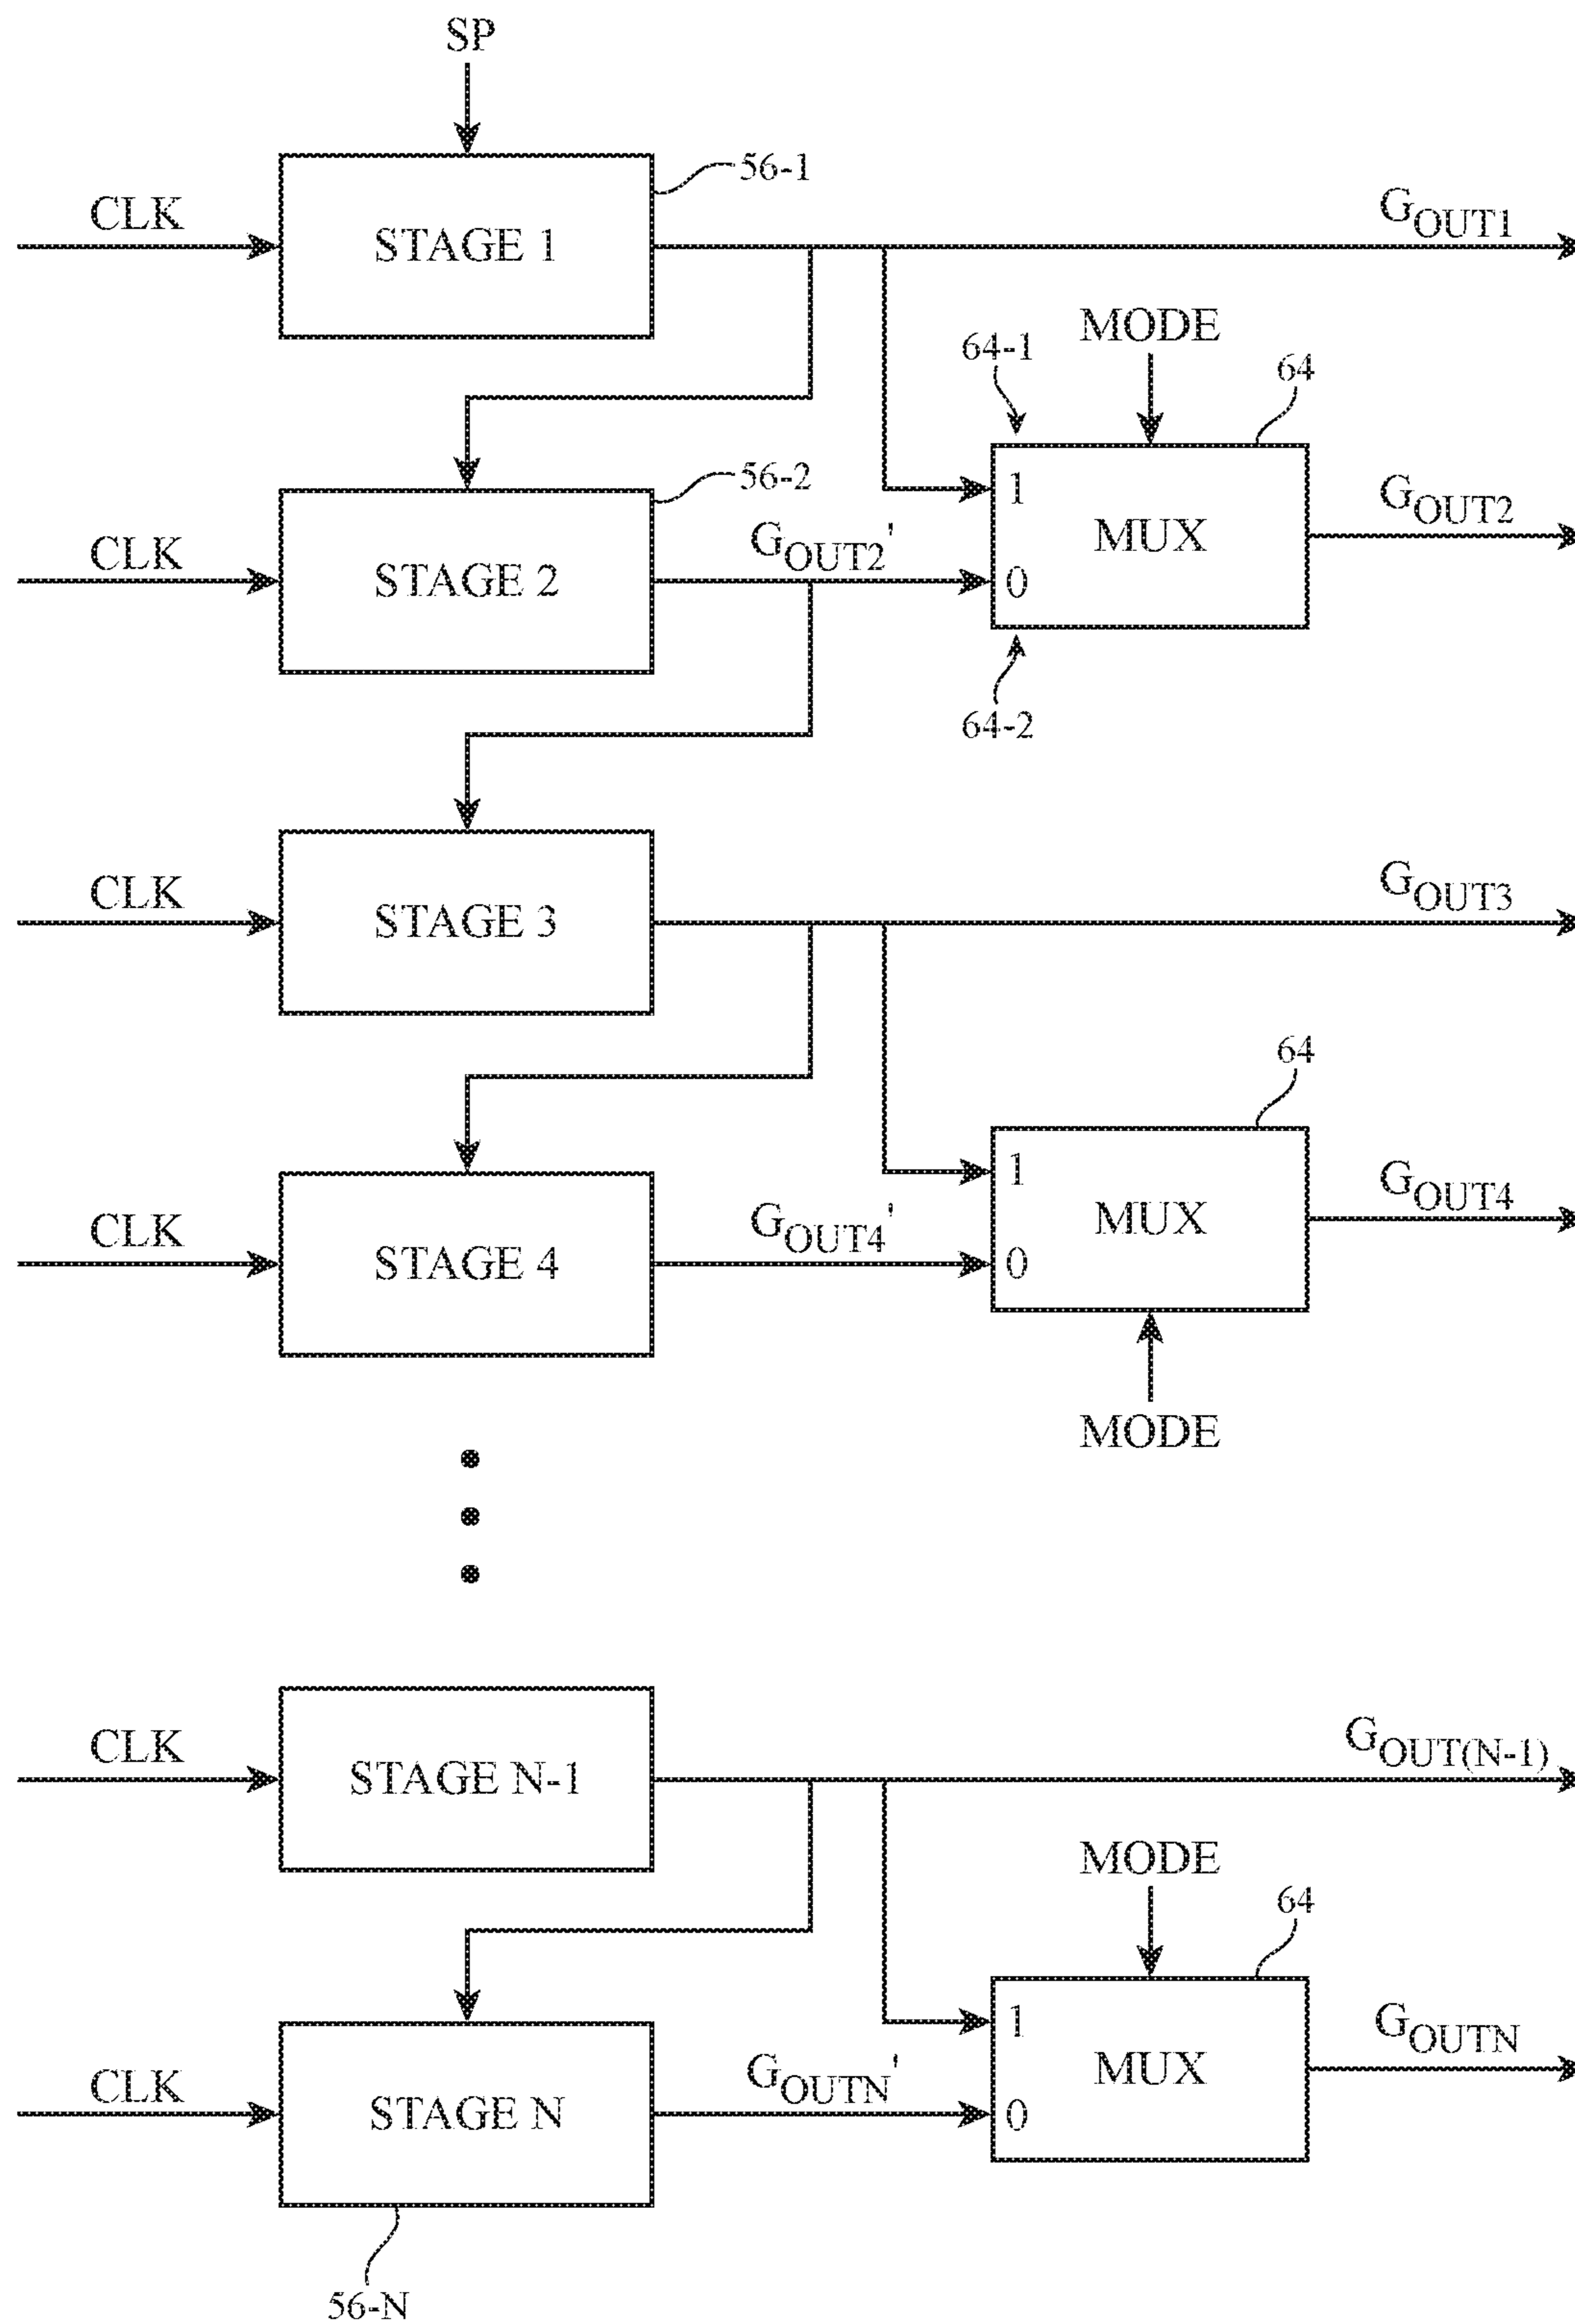 SP
56-1
CLK
STAGE 1
GOUT1
MODE
64-1
64
56-2
1
MUX
GOUT2
CLK
STAGE 2
GOUT2'
0
64-2
CLK
STAGE 3
GOUT3
64
1
MUX
GOUT4
CLK
STAGE 4
GOUT4'
0
MODE
CLK
STAGE N-1
GOUT(N-1)
MODE
64
1
MUX
GOUTN
CLK
STAGE N
GOUTN'
0
56-N